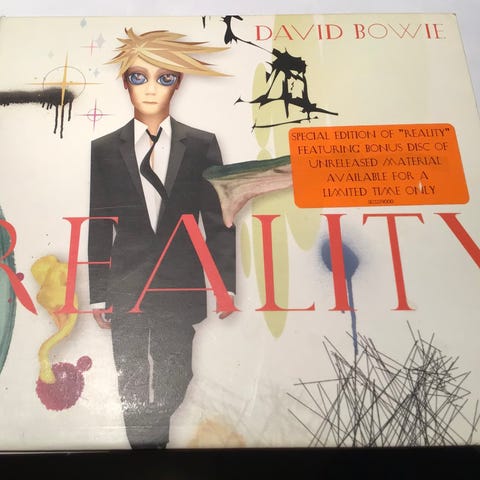 DAVID BOWIE
SPECIAL EDITION OF "REALITY"
FEATURING BONUS DISC OF
UNRELEASED MATERIAL
AVAILABLE FOR A
LIMITED TIME ONLY
REALITY